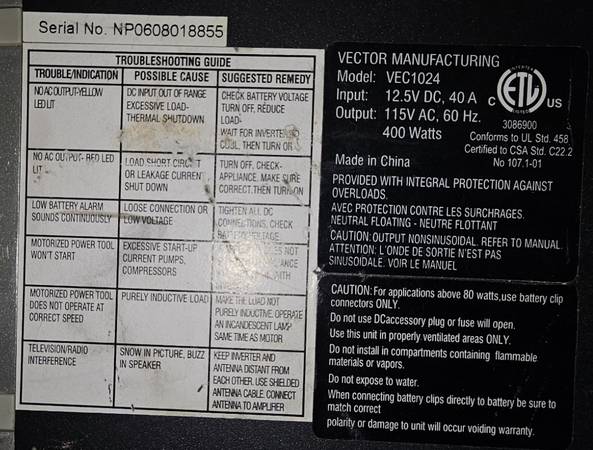 Serial No. NP0608018855
TROUBLESHOOTING GUIDE
TROUBLE/INDICATION POSSIBLE CAUSE SUGGESTED REMEDY
NO AC OUTPUT-YELLOW
LED LIT
DC INPUT OUT OF RANGE
EXCESSIVE LOAD-
THERMAL SHUTDOWN
CHECK BATTERY VOLTAGE
TURN OFF, REDUCE
LOAD-
WAIT FOR INVERTER TO
COOL, THEN TURN ON
NO AC OUTPUT- RED LED
LIT
LOAD SHORT CIRCUIT
OR LEAKAGE CURRENT
SHUT DOWN
TURN OFF, CHECK-
APPLIANCE. MAKE SURE
CORRECT.THEN TURN ON
LOW BATTERY ALARM
SOUNDS CONTINUOUSLY
LOOSE CONNECTION OR
LOW VOLTAGE
TIGHTEN ALL DC
CONNECTIONS, CHECK
BATTERY VOLTAGE
MOTORIZED POWER TOOL
WON'T START
EXCESSIVE START-UP
CURRENT PUMPS,
COMPRESSORS
NOT
WITH
MOTORIZED POWER TOOL
DOES NOT OPERATE AT
CORRECT SPEED
PURELY INDUCTIVE LOAD
MAKE THE LOAD NOT
PURELY INDUCTIVE. OPERATE
AN INCANDESCENT LAMP
SAME TIME AS MOTOR
TELEVISION/RADIO
INTERFERENCE
SNOW IN PICTURE, BUZZ
IN SPEAKER
KEEP INVERTER AND
ANTENNA DISTANT FROM
EACH OTHER. USE SHIELDED
ANTENNA CABLE. CONNECT
ANTENNA TO AMPLIFIER
VECTOR MANUFACTURING
Model: VEC1024
Input: 12.5V DC, 40 A
Output: 115V AC, 60 Hz.
400 Watts
C ETL US
INTERTEK
LISTED
3086900
Conforms to UL Std. 458
Certified to CSA Std. C22.2
No 107.1-01
Made in China
PROVIDED WITH INTEGRAL PROTECTION AGAINST
OVERLOADS.
AVEC PROTECTION CONTRE LES SURCHRAGES.
NEUTRAL FLOATING - NEUTRE FLOTTANT
CAUTION:OUTPUT NONSINUSOIDAL. REFER TO MANUAL.
ATTENTION: L'ONDE DE SORTIE N'EST PAS
SINUSOIDALE. VOIR LE MANUEL
CAUTION: For applications above 80 watts,use battery clip
connectors ONLY.
Do not use DCaccessory plug or fuse will open.
Use this unit in properly ventilated areas ONLY.
Do not install in compartments containing flammable
materials or vapors.
Do not expose to water.
When connecting battery clips directly to battery be sure to
match correct
polarity or damage to unit will occur voiding warranty.